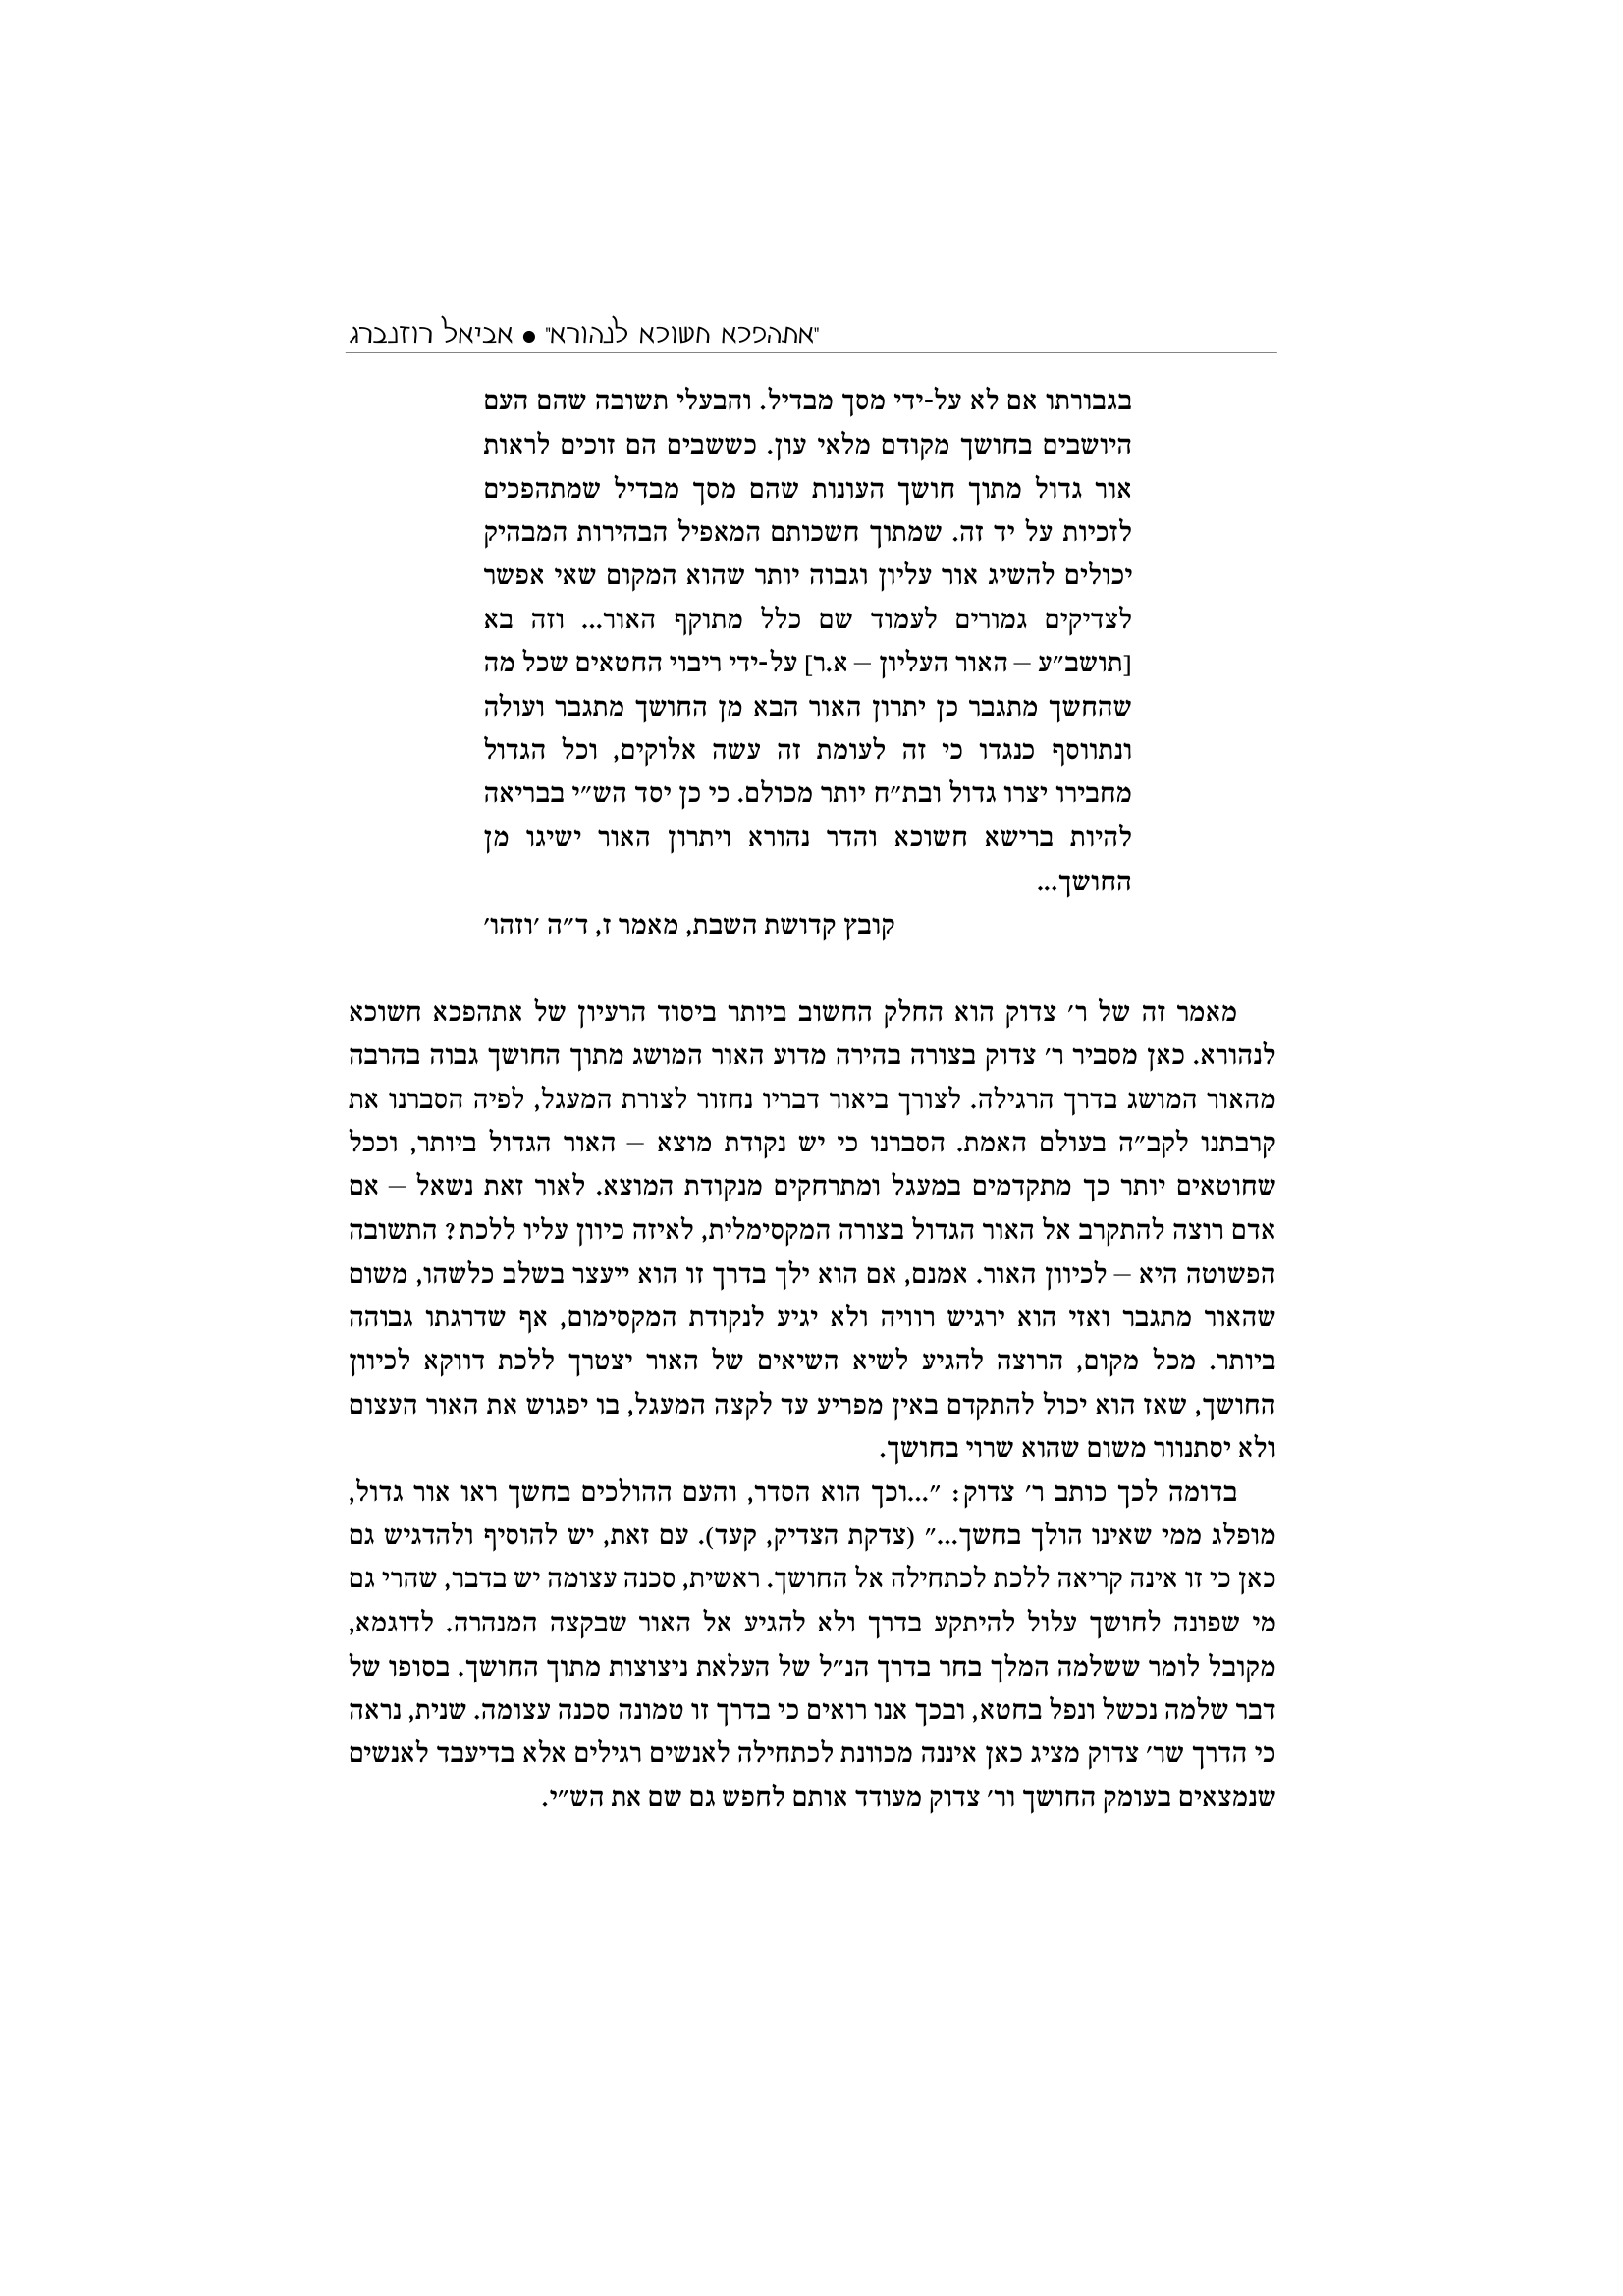 "אתהפכא חשוכא לנהורא" ● אביאל רוזנברג
בגבורתו אם לא על-ידי מסך מבדיל. והבעלי תשובה שהם העם
היושבים בחושך מקודם מלאי עון. כששבים הם זוכים לראות
אור גדול מתוך חושך העונות שהם מסך מבדיל שמתהפכים
לזכיות על יד זה. שמתוך חשכותם המאפיל הבהירות המבהיק
יכולים להשיג אור עליון וגבוה יותר שהוא המקום שאי אפשר
לצדיקים גמורים לעמוד שם כלל מתוקף האור... וזה בא
[תושב״ע – האור העליון – א.ר] על-ידי ריבוי החטאים שכל מה
שהחשך מתגבר כן יתרון האור הבא מן החושך מתגבר ועולה
ונתווסף כנגדו כי זה לעומת זה עשה אלוקים, וכל הגדול
מחבירו יצרו גדול ובת״ח יותר מכולם. כי כן יסד הש״י בבריאה
להיות ברישא חשוכא והדר נהורא ויתרון האור ישיגו מן
החושך...
קובץ קדושת השבת, מאמר ז, ד״ה ׳וזהו׳
מאמר זה של ר׳ צדוק הוא החלק החשוב ביותר ביסוד הרעיון של אתהפכא חשוכא
לנהורא. כאן מסביר ר׳ צדוק בצורה בהירה מדוע האור המושג מתוך החושך גבוה בהרבה
מהאור המושג בדרך הרגילה. לצורך ביאור דבריו נחזור לצורת המעגל, לפיה הסברנו את
קרבתנו לקב״ה בעולם האמת. הסברנו כי יש נקודת מוצא – האור הגדול ביותר, וככל
שחוטאים יותר כך מתקדמים במעגל ומתרחקים מנקודת המוצא. לאור זאת נשאל – אם
אדם רוצה להתקרב אל האור הגדול בצורה המקסימלית, לאיזה כיוון עליו ללכת? התשובה
הפשוטה היא – לכיוון האור. אמנם, אם הוא ילך בדרך זו הוא ייעצר בשלב כלשהו, משום
שהאור מתגבר ואזי הוא ירגיש רוויה ולא יגיע לנקודת המקסימום, אף שדרגתו גבוהה
ביותר. מכל מקום, הרוצה להגיע לשיא השיאים של האור יצטרך ללכת דווקא לכיוון
החושך, שאז הוא יכול להתקדם באין מפריע עד לקצה המעגל, בו יפגוש את האור העצום
ולא יסתנוור משום שהוא שרוי בחושך.
בדומה לכך כותב ר׳ צדוק: ״...וכך הוא הסדר, והעם ההולכים בחשך ראו אור גדול,
מופלג ממי שאינו הולך בחשך...״ (צדקת הצדיק, קעד). עם זאת, יש להוסיף ולהדגיש גם
כאן כי זו אינה קריאה ללכת לכתחילה אל החושך. ראשית, סכנה עצומה יש בדבר, שהרי גם
מי שפונה לחושך עלול להיתקע בדרך ולא להגיע אל האור שבקצה המנהרה. לדוגמא,
מקובל לומר ששלמה המלך בחר בדרך הנ״ל של העלאת ניצוצות מתוך החושך. בסופו של
דבר שלמה נכשל ונפל בחטא, ובכך אנו רואים כי בדרך זו טמונה סכנה עצומה. שנית, נראה
כי הדרך שר׳ צדוק מציג כאן איננה מכוונת לכתחילה לאנשים רגילים אלא בדיעבד לאנשים
שנמצאים בעומק החושך ור׳ צדוק מעודד אותם לחפש גם שם את הש״י.